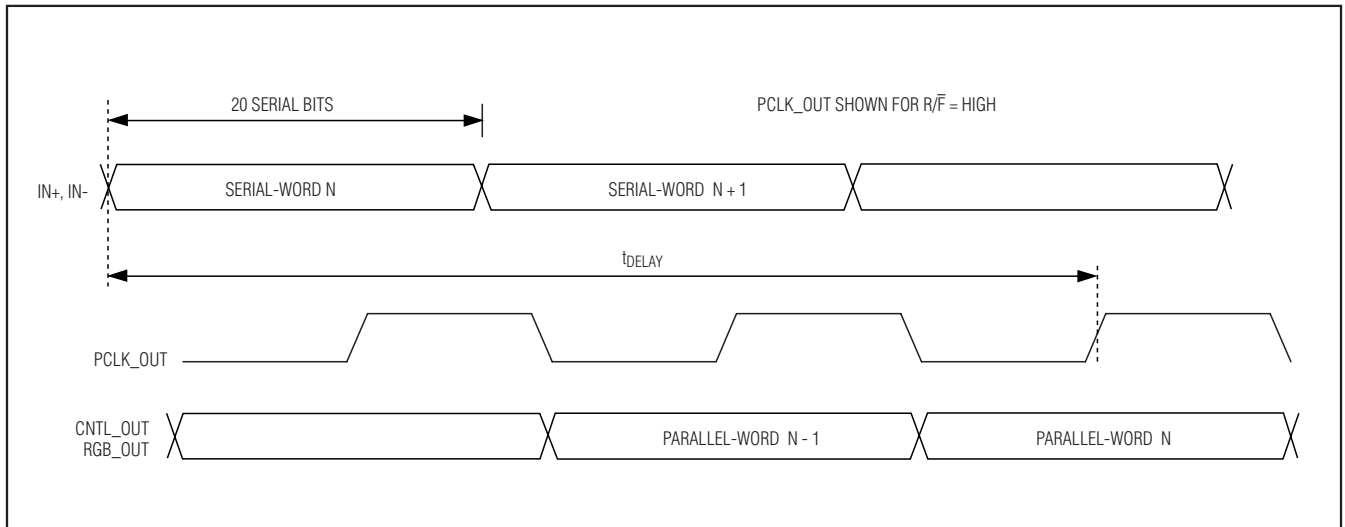 20 SERIAL BITS
PCLK_OUT SHOWN FOR R/F̅ = HIGH
IN+, IN-
SERIAL-WORD N
SERIAL-WORD N + 1
tDELAY
PCLK_OUT
CNTL_OUT
RGB_OUT
PARALLEL-WORD N - 1
PARALLEL-WORD N